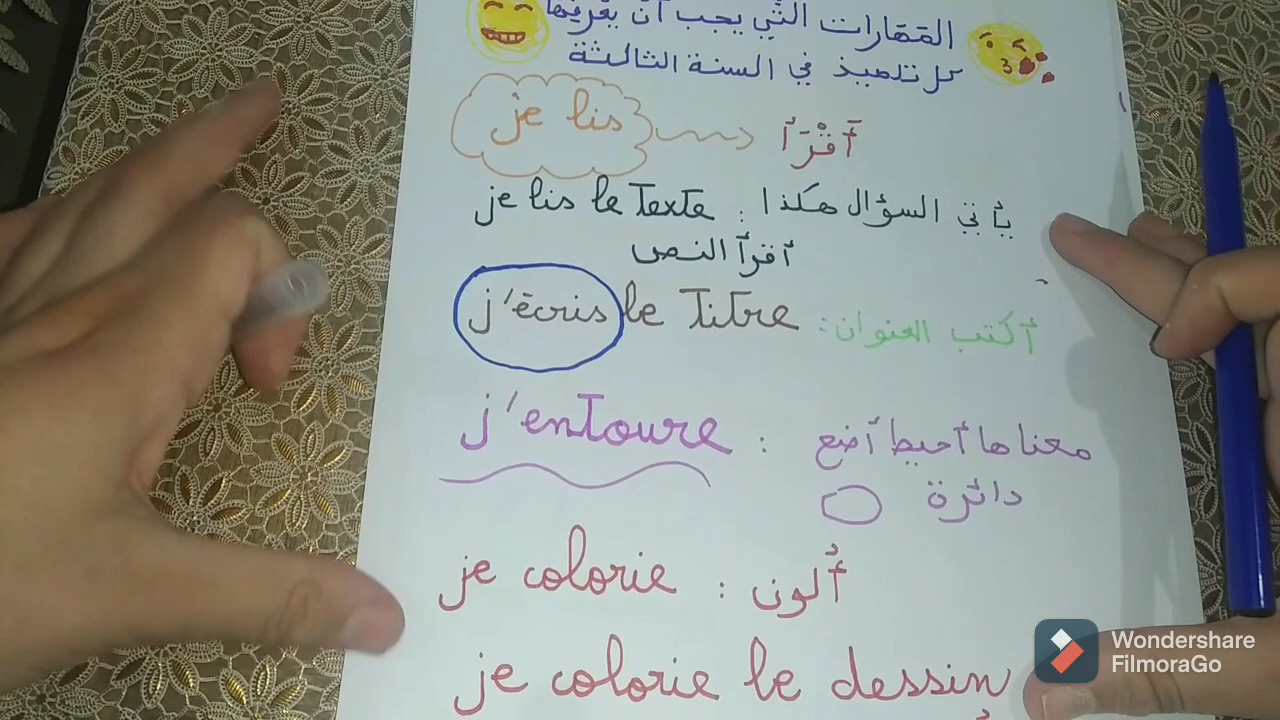 المهارات التي يجب أن يعرفها
كل تلميذ في السنة الثالثة
je lis أَقْرَأُ
يأتي السؤال هكذا : je lis le texte
أقرأ النص
j'écris le titre : أكتب العنوان
j'entoure : معناها أحيط أضع
دائرة
je colorie : ألون
je colorie le dessin
Wondershare
FilmoraGo